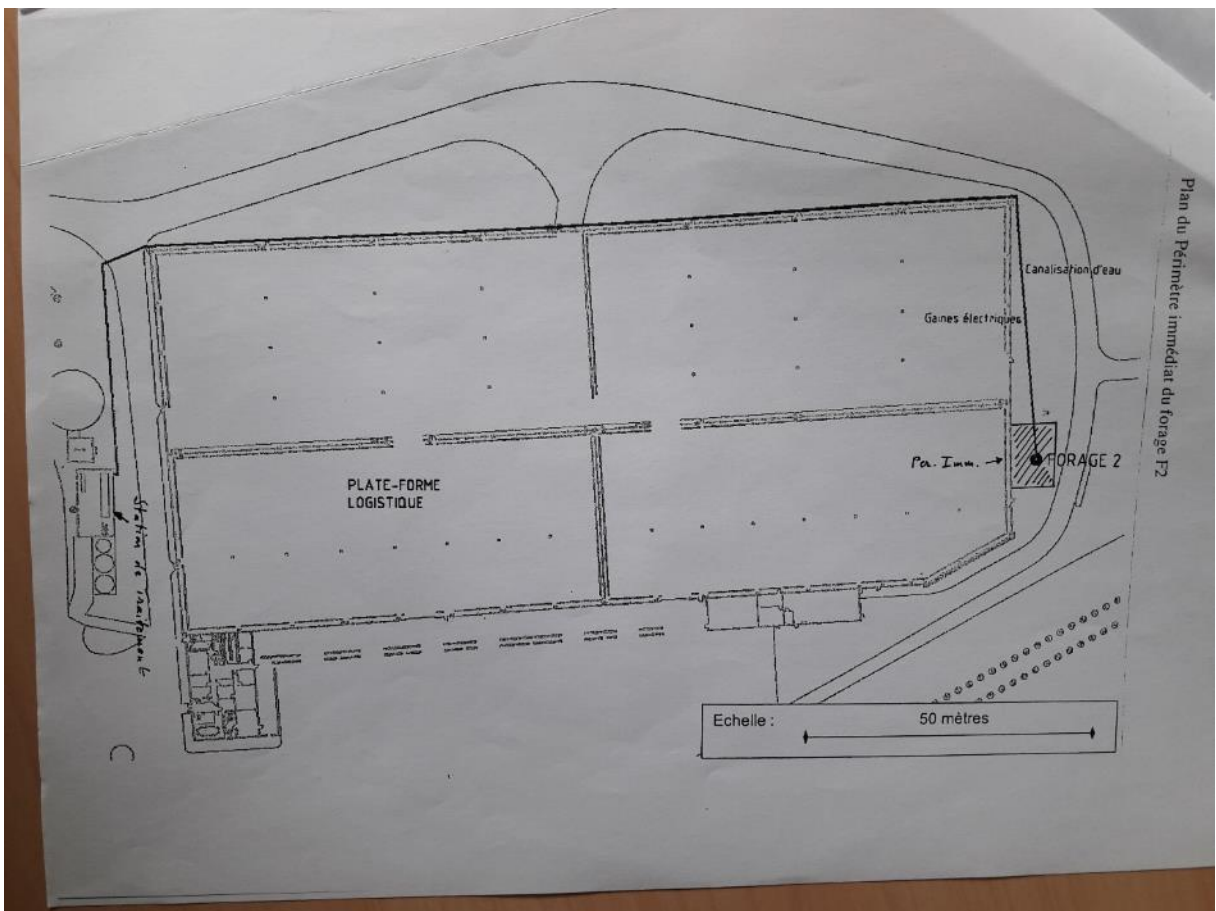 Plan du Périmètre immédiat du forage F2
Canalisation d'eau
Gaines électriques
Per. Imm.
FORAGE 2
PLATE-FORME
LOGISTIQUE
Station de traitement
Echelle :
50 mètres